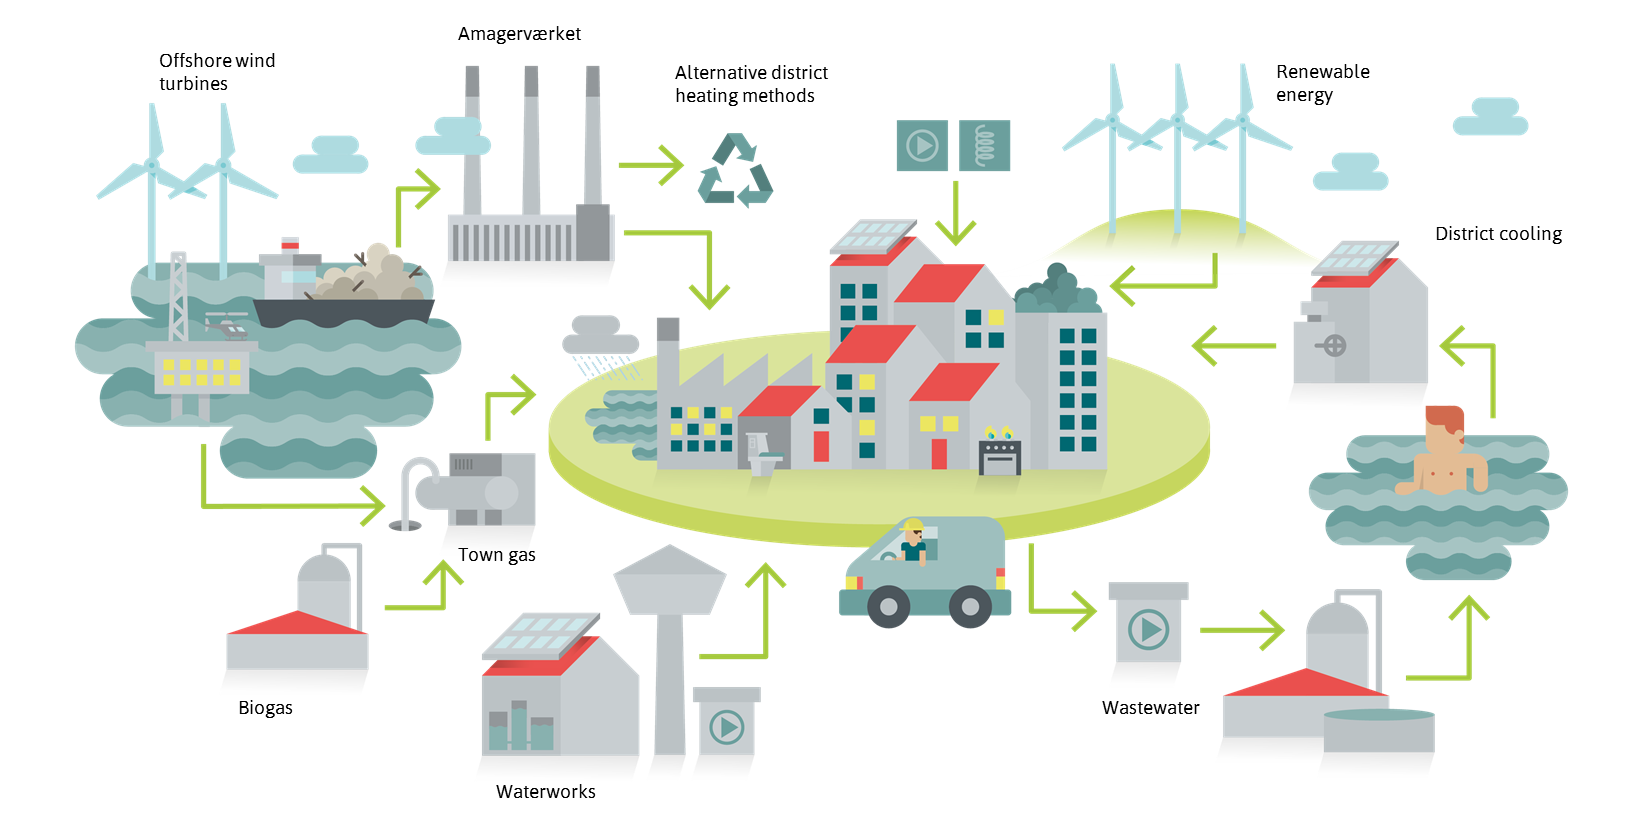 Amagerværket
Offshore wind
turbines
Alternative district
heating methods
Renewable
energy
District cooling
Town gas
Biogas
Wastewater
Waterworks